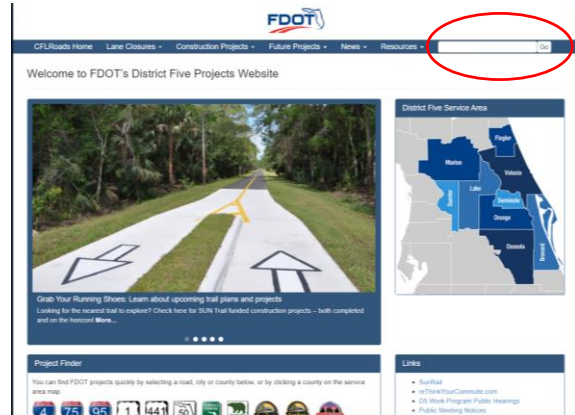 FDOT
CFLRoads Home Lane Closures Construction Projects Future Projects News Resources Go
Welcome to FDOT's District Five Projects Website
District Five Service Area
Flagler
Marion
Volusia
Lake
Sumter
Seminole
Orange
Osceola
Brevard
Grab Your Running Shoes: Learn about upcoming trail plans and projects
Looking for the nearest trail to explore? Check here for SUN Trail funded construction projects – both completed
and on the horizon! More...
Project Finder
You can find FDOT projects quickly by selecting a road, city or county below, or by clicking a county on the service
area map.
4 75 95 1 441 50
Links
SunRail
reThinkYourCommute.com
D5 Work Program Public Hearings
Public Meeting Notices